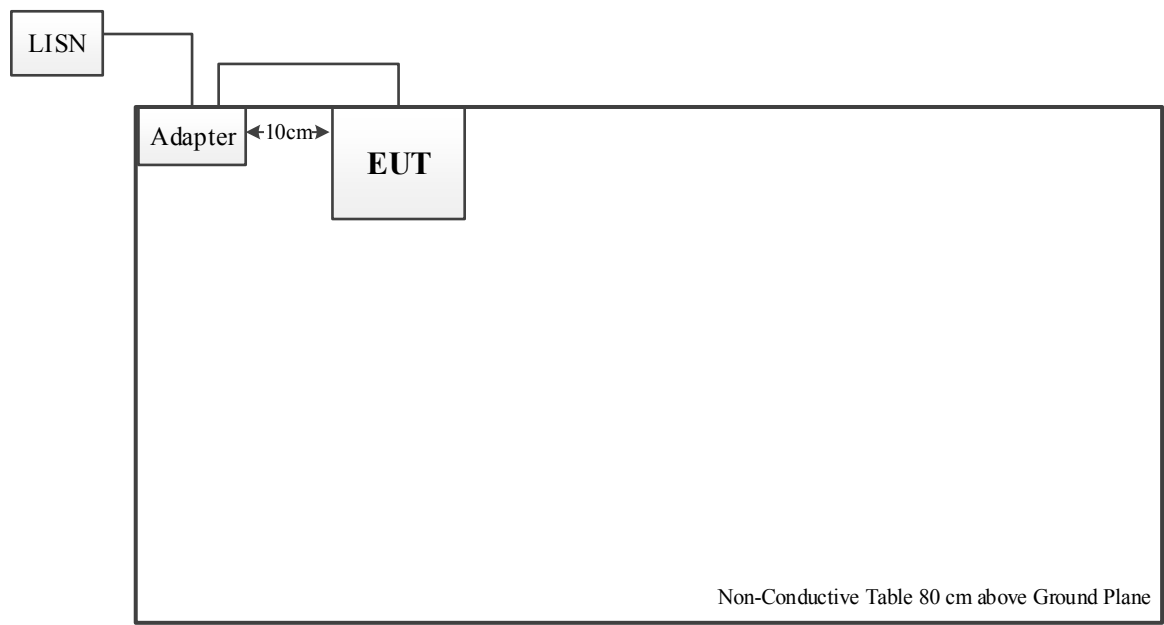 LISN
Adapter
10cm
EUT
Non-Conductive Table 80 cm above Ground Plane